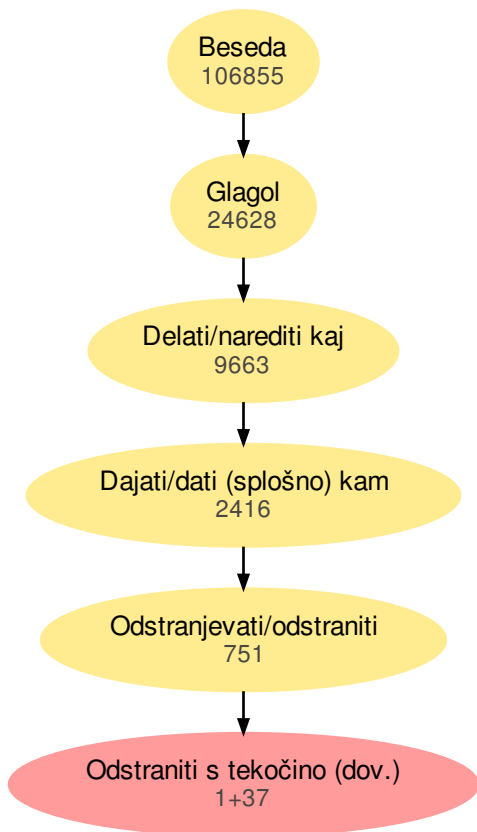 Beseda
106855
Glagol
24628
Delati/narediti kaj
9663
Dajati/dati (splošno) kam
2416
Odstranjevati/odstraniti
751
Odstraniti s tekočino (dov.)
1+37